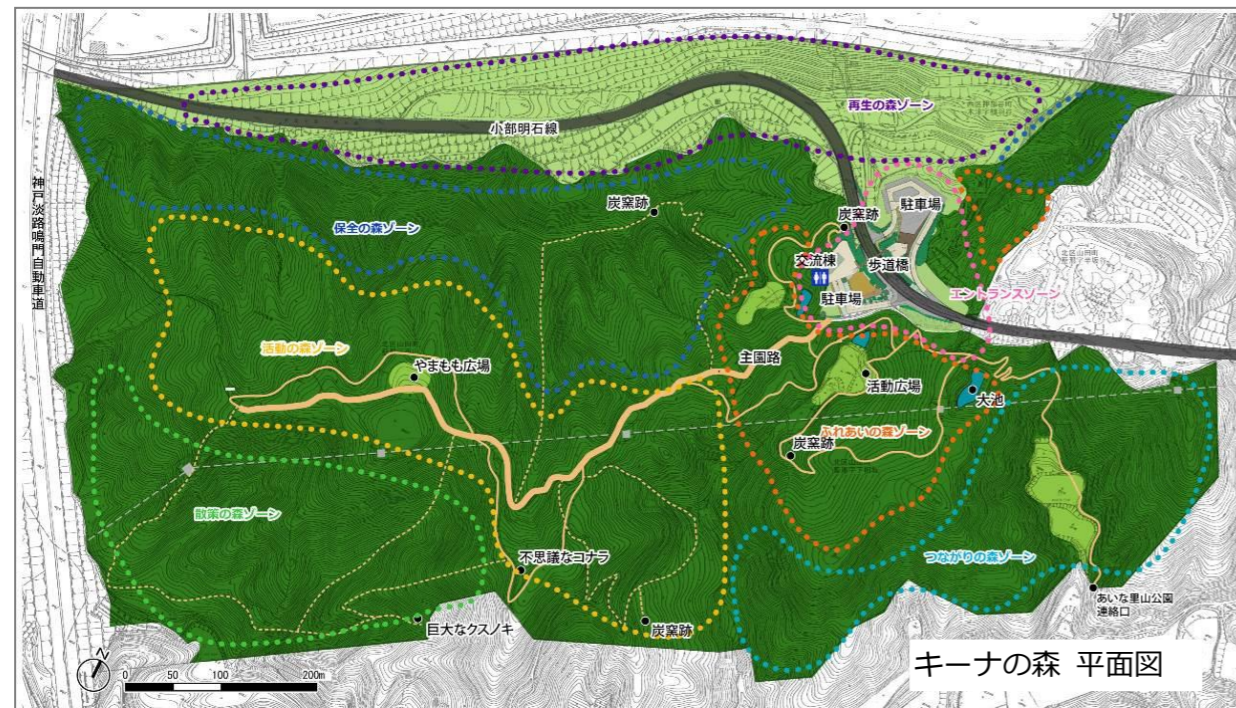 再生の森ゾーン
小部明石線
神戸淡路鳴門自動車道
炭窯跡
保全の森ゾーン
炭窯跡
駐車場
交流棟
歩道橋
エントランスゾーン
駐車場
活動の森ゾーン
やまもも広場
主園路
活動広場
大池
ふれあいの森ゾーン
炭窯跡
散策の森ゾーン
不思議なコナラ
つながりの森ゾーン
あいな里山公園
連絡口
巨大なクスノキ
炭窯跡
キーナの森 平面図
N
0 50 100 200m